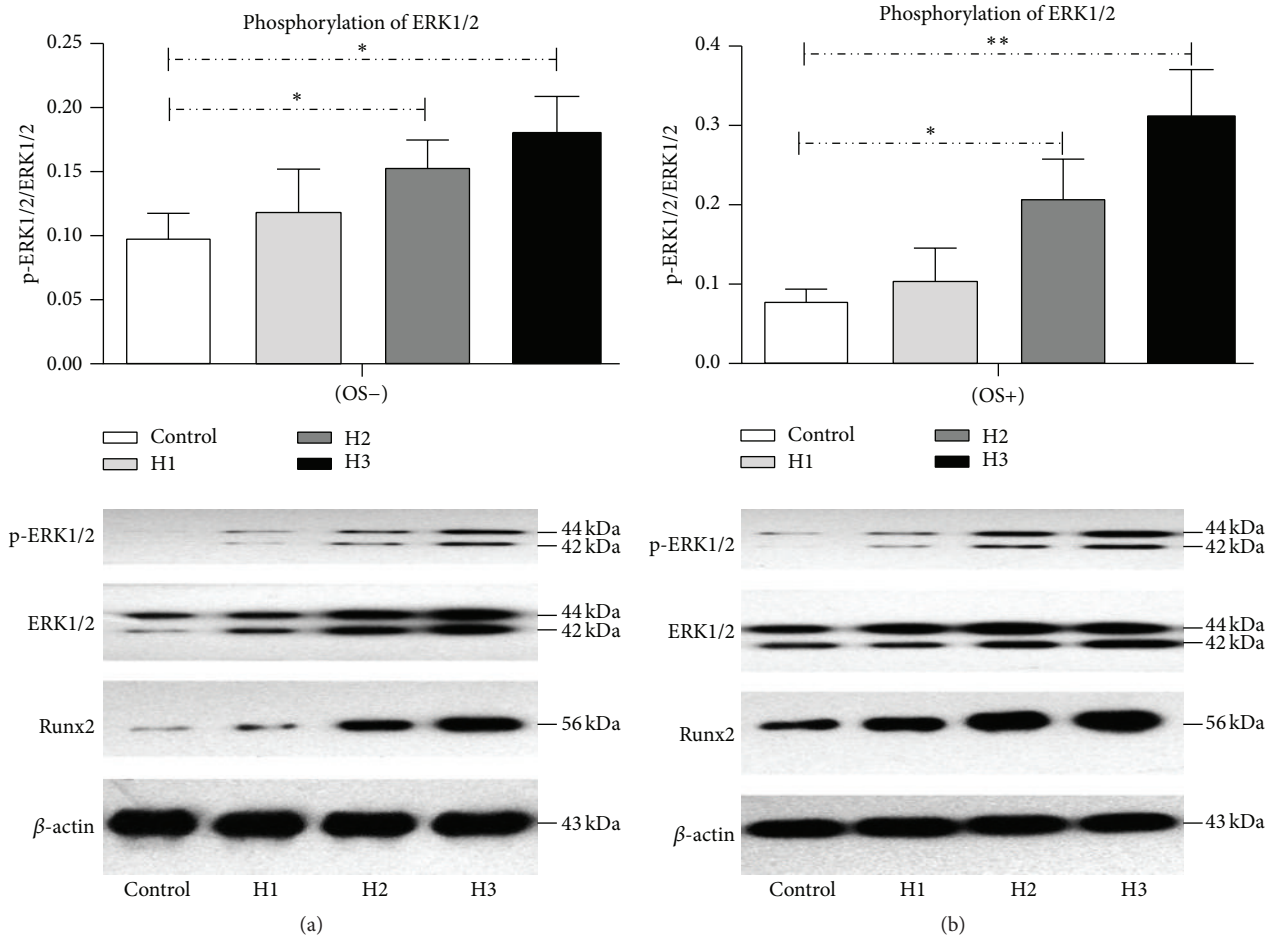 Phosphorylation of ERK1/2
p-ERK1/2/ERK1/2
0.25
0.20
0.15
0.10
0.05
0.00
*
*
(OS−)
Control
H1
H2
H3
p-ERK1/2
44 kDa
42 kDa
ERK1/2
44 kDa
42 kDa
Runx2
56 kDa
β-actin
43 kDa
Control H1 H2 H3
(a)
Phosphorylation of ERK1/2
p-ERK1/2/ERK1/2
0.4
0.3
0.2
0.1
0.0
**
*
(OS+)
Control
H1
H2
H3
p-ERK1/2
44 kDa
42 kDa
ERK1/2
44 kDa
42 kDa
Runx2
56 kDa
β-actin
43 kDa
Control H1 H2 H3
(b)